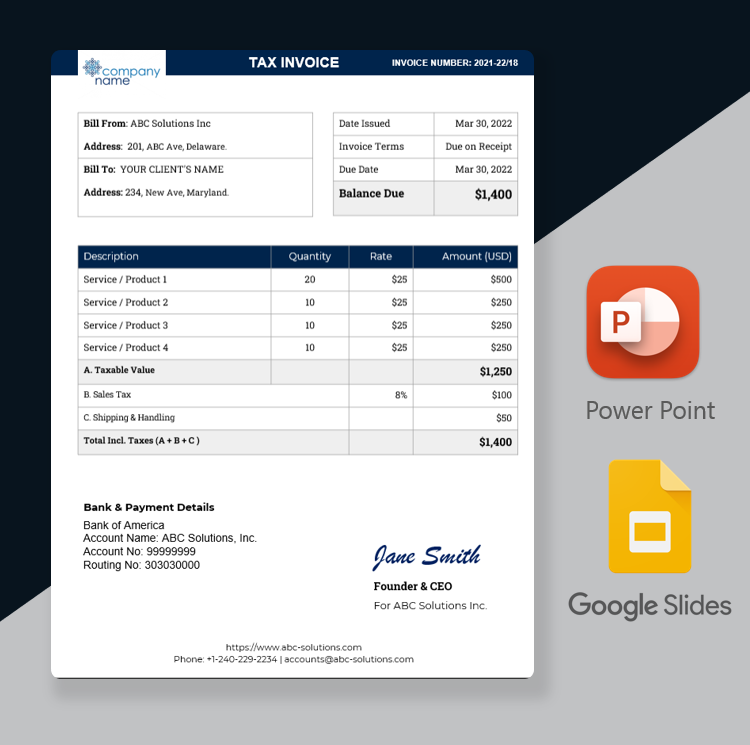 company
name
TAX INVOICE
INVOICE NUMBER: 2021-22/18
Bill From: ABC Solutions Inc
Address: 201, ABC Ave, Delaware.
Bill To: YOUR CLIENT'S NAME
Address: 234, New Ave, Maryland.
Date Issued Mar 30, 2022
Invoice Terms Due on Receipt
Due Date Mar 30, 2022
Balance Due $1,400
Description Quantity Rate Amount (USD)
Service / Product 1 20 $25 $500
Service / Product 2 10 $25 $250
Service / Product 3 10 $25 $250
Service / Product 4 10 $25 $250
A. Taxable Value $1,250
B. Sales Tax 8% $100
C. Shipping & Handling $50
Total Incl. Taxes (A + B + C ) $1,400
Bank & Payment Details
Bank of America
Account Name: ABC Solutions, Inc.
Account No: 99999999
Routing No: 303030000
Jane Smith
Founder & CEO
For ABC Solutions Inc.
https://www.abc-solutions.com
Phone: +1-240-229-2234 | accounts@abc-solutions.com
P
Power Point
Google Slides